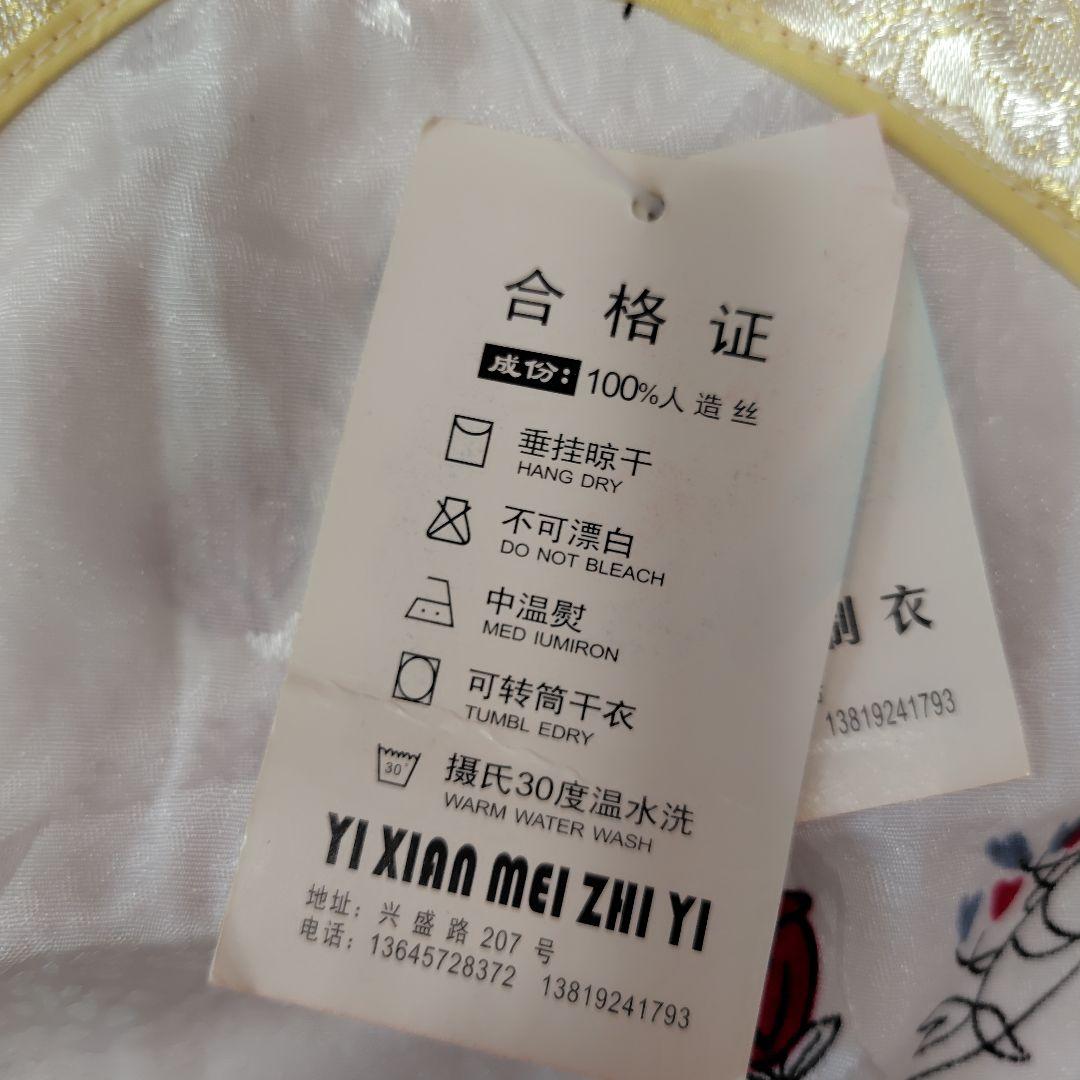 合格证
成份：100%人造丝
垂挂晾干
HANG DRY
不可漂白
DO NOT BLEACH
中温熨
MED IUMIRON
可转筒干衣
TUMBL EDRY
30°
摄氏30度温水洗
WARM WATER WASH
YI XIAN MEI ZHI YI
地址：兴盛路207号
电话：13645728372 13819241793
制衣
13819241793